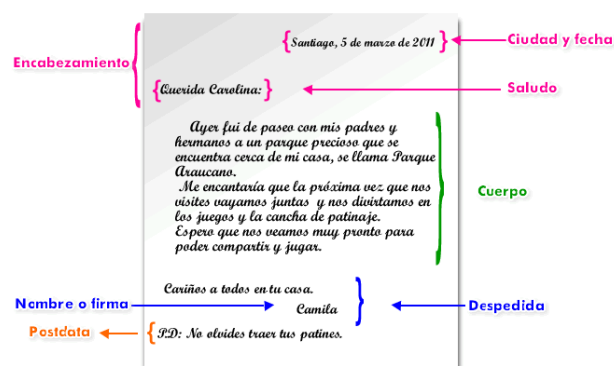 Santiago, 5 de marzo de 2011
Ciudad y fecha
Encabezamiento
Querida Carolina:
Saludo
Ayer fui de paseo con mis padres y
hermanos a un parque precioso que se
encuentra cerca de mi casa, se llama Parque
Araucano.
Me encantaría que la próxima vez que nos
visites vayamos juntas y nos divirtamos en
los juegos y la cancha de patinaje.
Espero que nos veamos muy pronto para
poder compartir y jugar.
Cuerpo
Cariños a todos en tu casa.
Nombre o firma
Camila
Despedida
Postdata
P.D: No olvides traer tus patines.